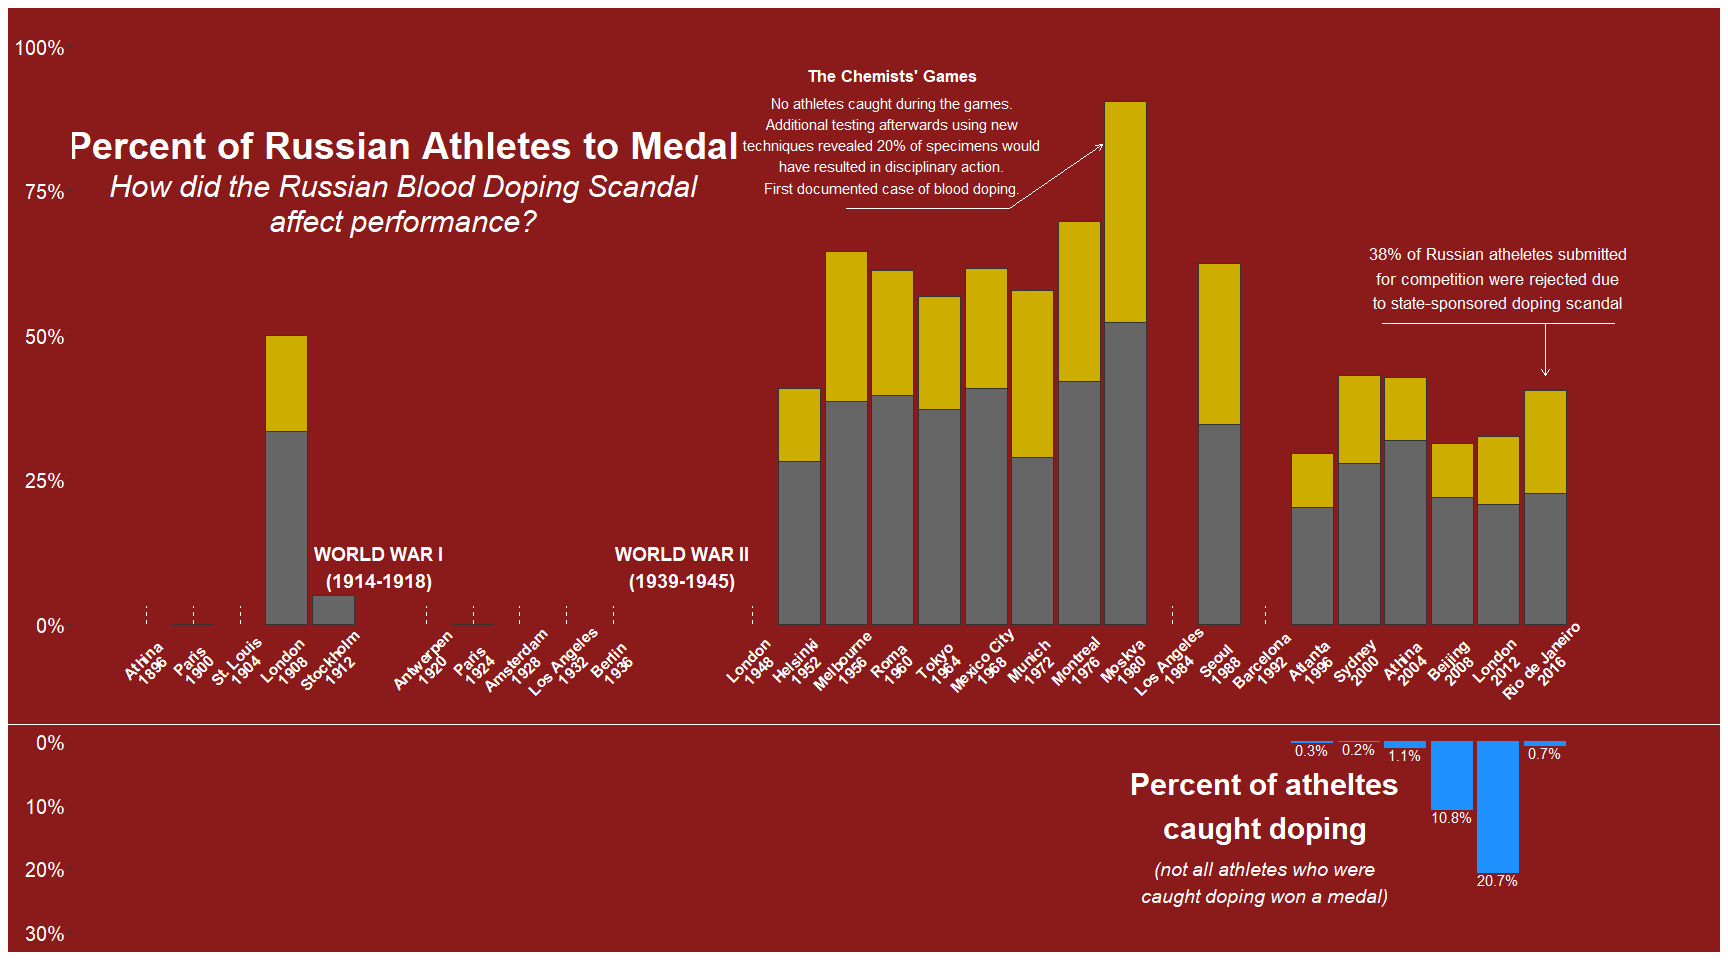 100%
75%
50%
25%
0%
Percent of Russian Athletes to Medal
How did the Russian Blood Doping Scandal
affect performance?
The Chemists' Games
No athletes caught during the games.
Additional testing afterwards using new
techniques revealed 20% of specimens would
have resulted in disciplinary action.
First documented case of blood doping.
38% of Russian atheletes submitted
for competition were rejected due
to state-sponsored doping scandal
WORLD WAR I
(1914-1918)
WORLD WAR II
(1939-1945)
Athina
1896
Paris
1900
St. Louis
1904
London
1908
Stockholm
1912
Antwerpen
1920
Paris
1924
Amsterdam
1928
Los Angeles
1932
Berlin
1936
London
1948
Helsinki
1952
Melbourne
1956
Roma
1960
Tokyo
1964
Mexico City
1968
Munich
1972
Montreal
1976
Moskva
1980
Los Angeles
1984
Seoul
1988
Barcelona
1992
Atlanta
1996
Sydney
2000
Athina
2004
Beijing
2008
London
2012
Rio de Janeiro
2016
0%
10%
20%
30%
0.3%
0.2%
1.1%
10.8%
20.7%
0.7%
Percent of atheltes
caught doping
(not all athletes who were
caught doping won a medal)